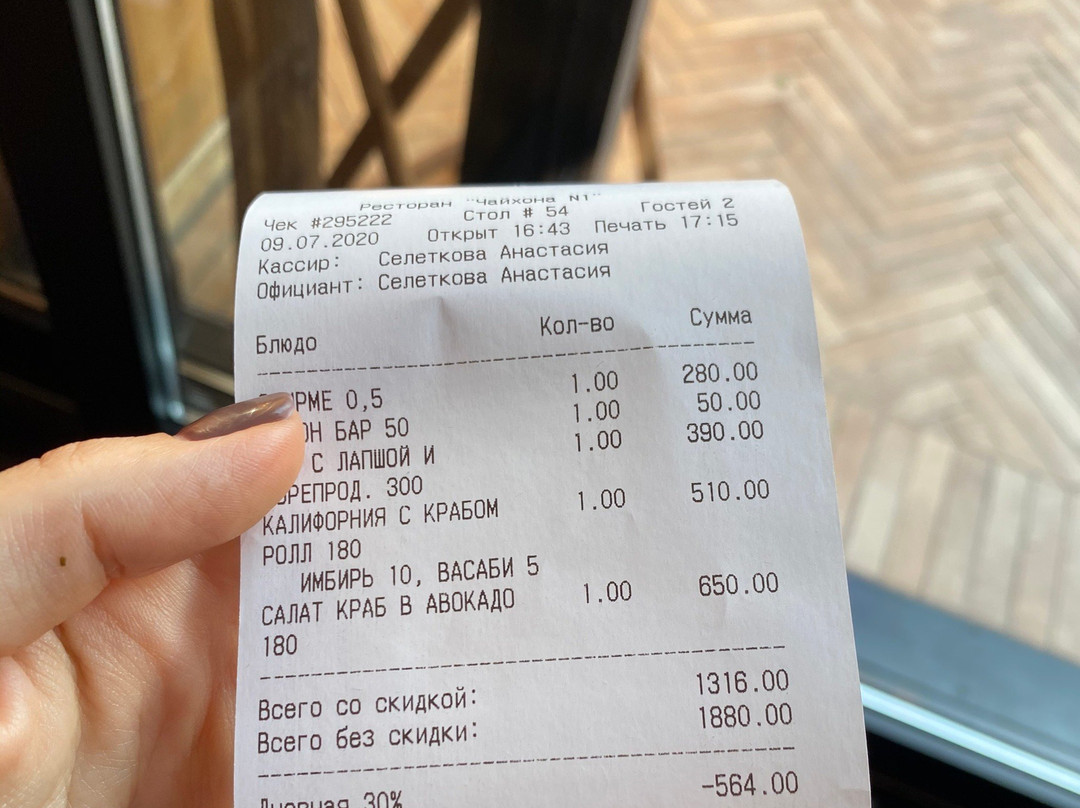 Ресторан "Чайхона N1"
Чек #295222 Стол # 54 Гостей 2
09.07.2020 Открыт 16:43 Печать 17:15
Кассир: Селеткова Анастасия
Официант: Селеткова Анастасия
Блюдо Кол-во Сумма
0,5 1.00 280.00
БАР 50 1.00 50.00
С ЛАПШОЙ И 1.00 390.00
300
КАЛИФОРНИЯ С КРАБОМ 1.00 510.00
РОЛЛ 180
ИМБИРЬ 10, ВАСАБИ 5
САЛАТ КРАБ В АВОКАДО 1.00 650.00
180
Всего со скидкой: 1316.00
Всего без скидки: 1880.00
30% -564.00